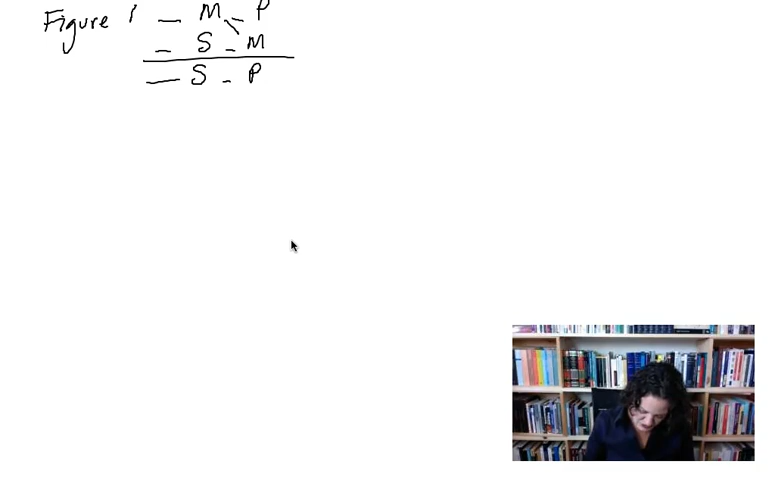 Figure 1 — M - P
— S - M
— S - P